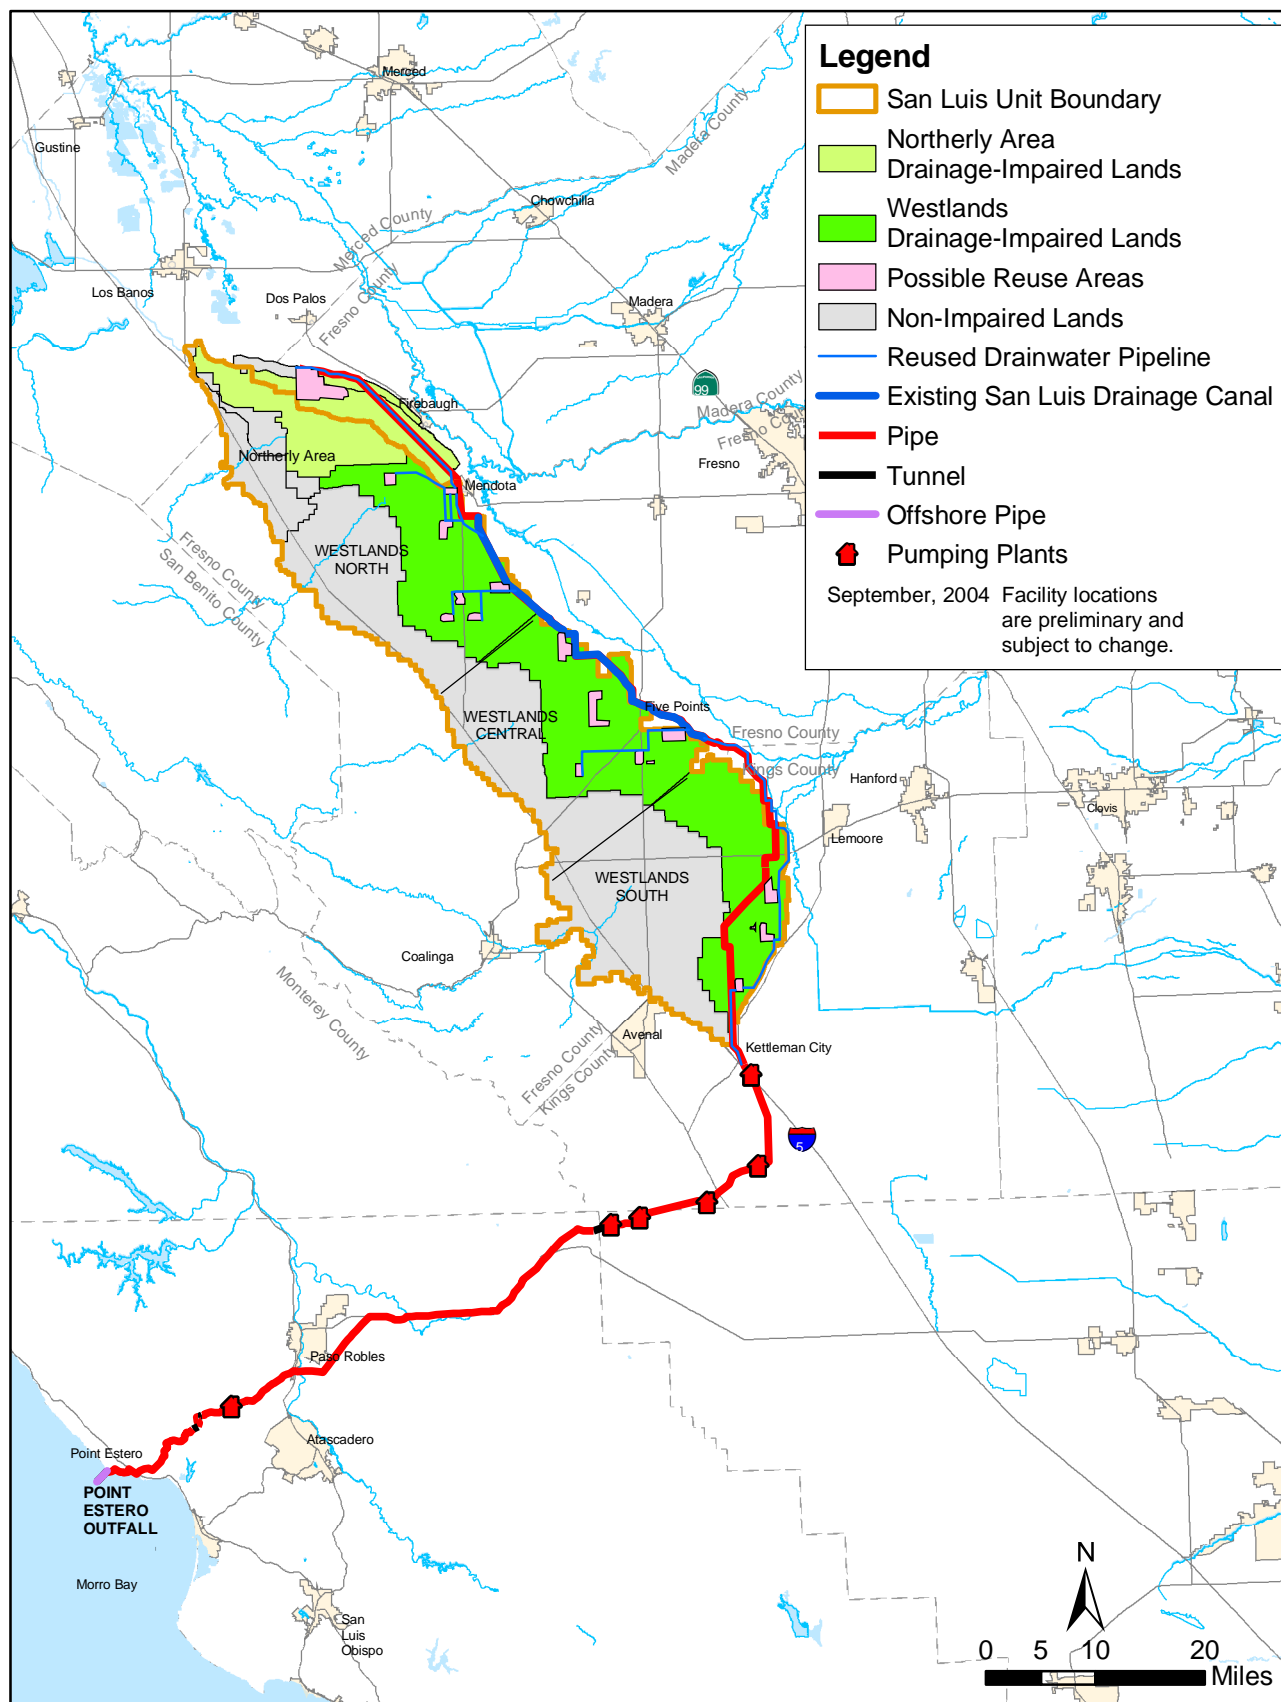 Legend
San Luis Unit Boundary
Northerly Area
Drainage-Impaired Lands
Westlands
Drainage-Impaired Lands
Possible Reuse Areas
Non-Impaired Lands
Reused Drainwater Pipeline
Existing San Luis Drainage Canal
Pipe
Tunnel
Offshore Pipe
Pumping Plants
September, 2004 Facility locations
are preliminary and
subject to change.
Merced
Gustine
Madera County
Chowchilla
Merced County
Fresno County
Los Banos
Dos Palos
Madera
99
Madera County
Fresno County
Firebaugh
Northerly Area
Fresno
Mendota
Fresno County
San Benito County
WESTLANDS
NORTH
Five Points
WESTLANDS
CENTRAL
Fresno County
Kings County
Hanford
Clovis
Lemoore
WESTLANDS
SOUTH
Coalinga
Monterey County
Avenal
Fresno County
Kings County
Kettleman City
5
Paso Robles
Atascadero
Point Estero
POINT
ESTERO
OUTFALL
Morro Bay
San
Luis
Obispo
N
0 5 10 20
Miles